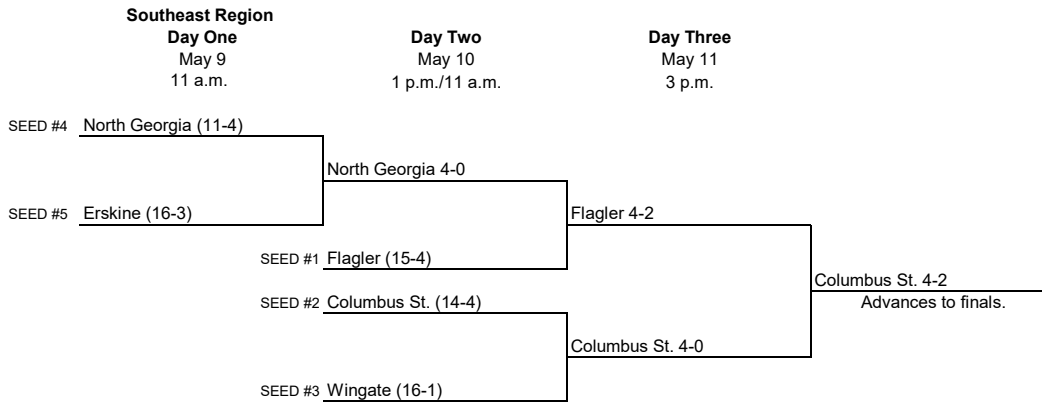 Southeast Region
Day One
Day Two
Day Three
May 9
May 10
May 11
11 a.m.
1 p.m./11 a.m.
3 p.m.
SEED #4 North Georgia (11-4)
North Georgia 4-0
SEED #5 Erskine (16-3)
Flagler 4-2
SEED #1 Flagler (15-4)
Columbus St. 4-2
SEED #2 Columbus St. (14-4)
Advances to finals.
Columbus St. 4-0
SEED #3 Wingate (16-1)